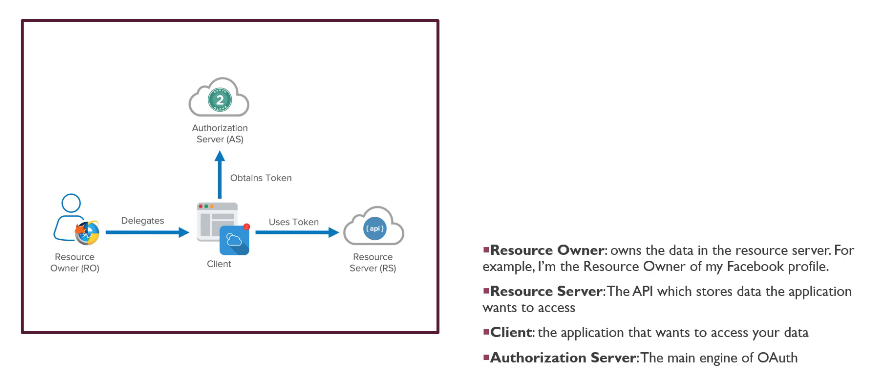 2
Authorization
Server (AS)
Obtains Token
Delegates
Uses Token
[api]
Resource
Owner (RO)
Client
Resource
Server (RS)
▪Resource Owner: owns the data in the resource server. For
example, I'm the Resource Owner of my Facebook profile.
▪Resource Server: The API which stores data the application
wants to access
▪Client: the application that wants to access your data
▪Authorization Server: The main engine of OAuth